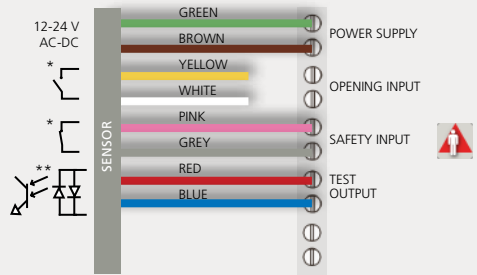 12-24 V
AC-DC
GREEN
BROWN
POWER SUPPLY
*
YELLOW
WHITE
OPENING INPUT
*
PINK
GREY
SAFETY INPUT
**
RED
BLUE
TEST
OUTPUT
SENSOR